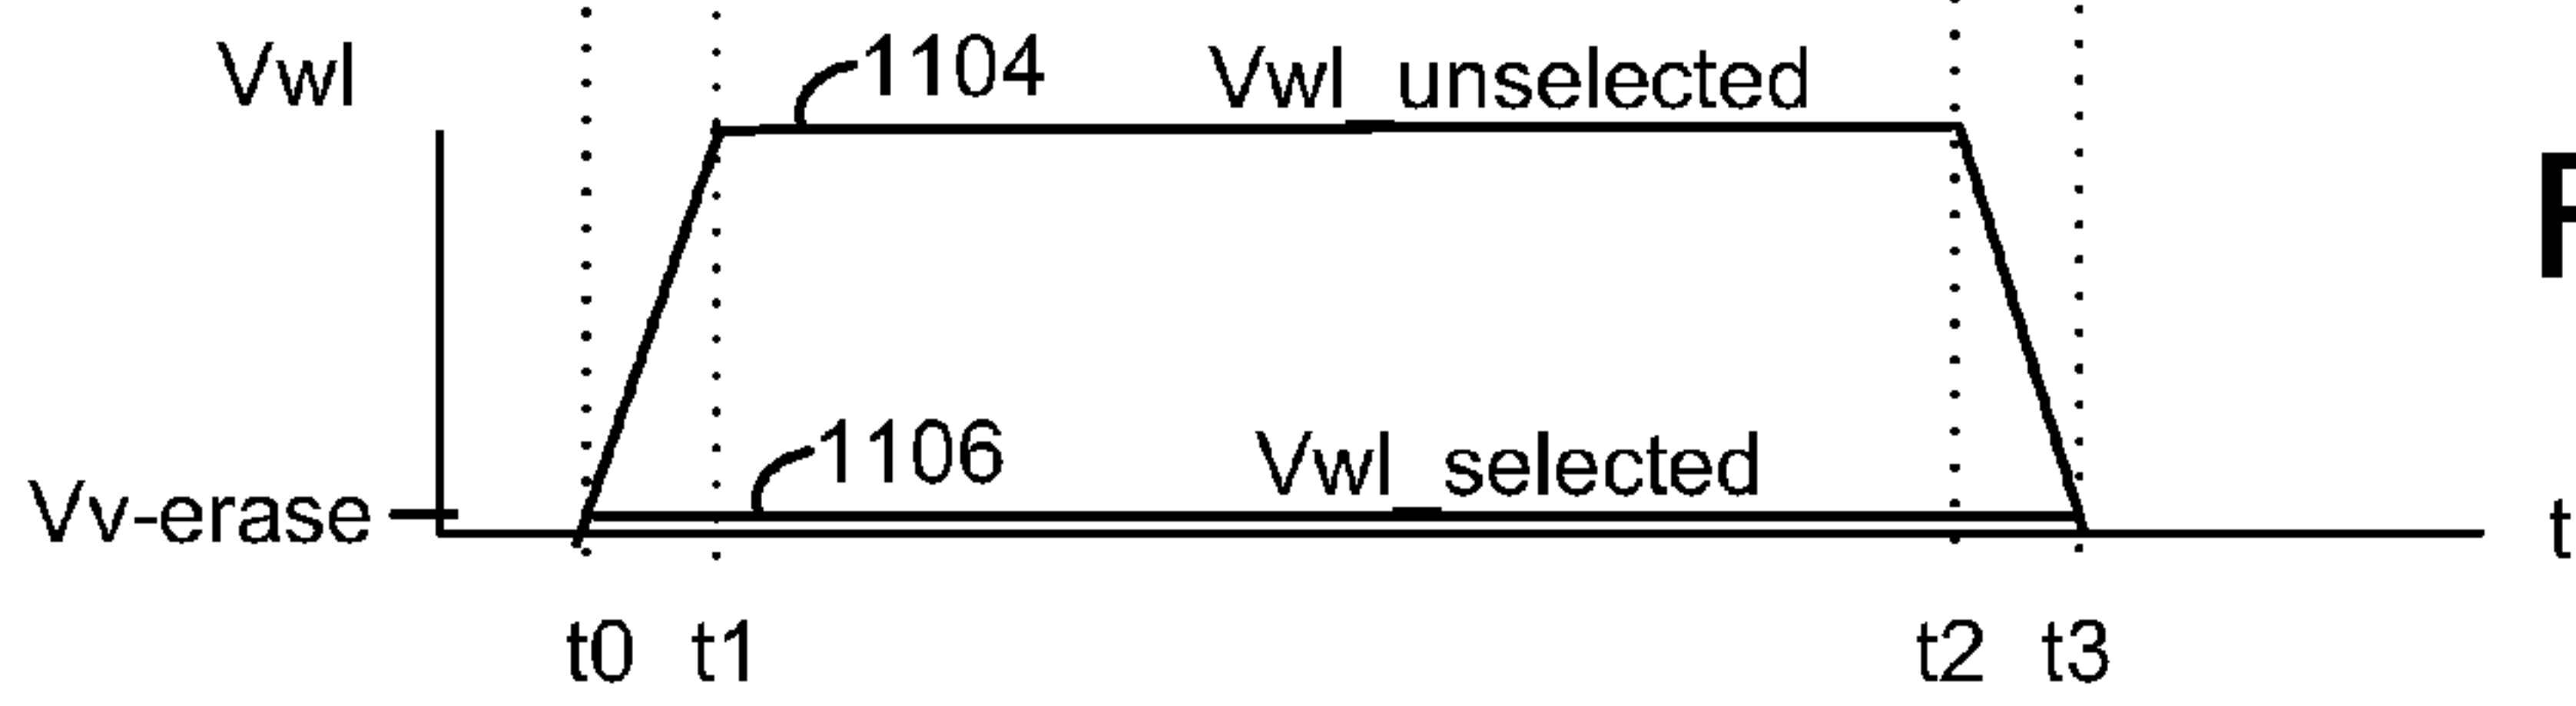 Vwl
1104
Vwl_unselected
1106
Vwl_selected
Vv-erase
t
t0 t1 t2 t3